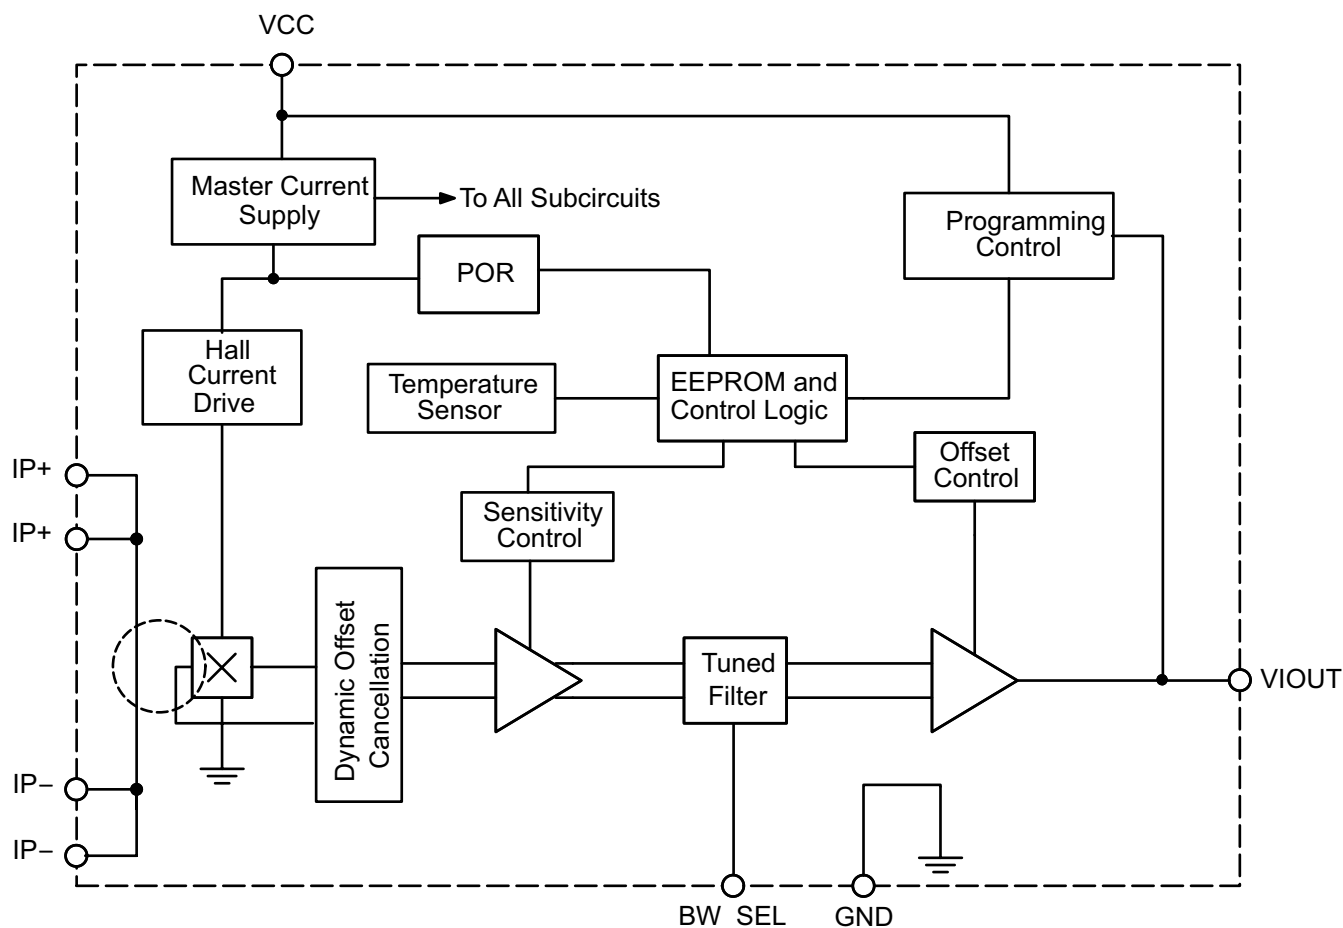 VCC
Master Current
Supply
To All Subcircuits
Programming
Control
POR
Hall
Current
Drive
Temperature
Sensor
EEPROM and
Control Logic
Offset
Control
Sensitivity
Control
IP+
IP+
Dynamic Offset
Cancellation
Tuned
Filter
VIOUT
IP−
IP−
BW SEL
GND